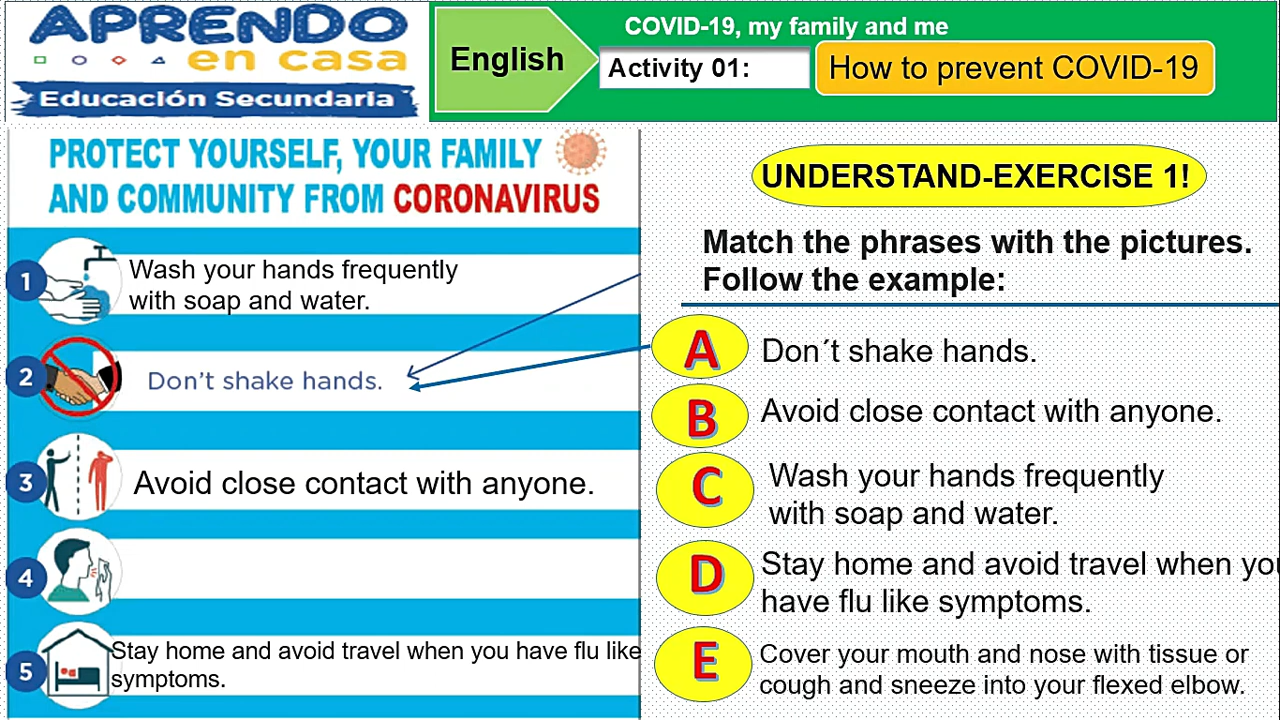 APRENDO
en casa
Educación Secundaria
English
COVID-19, my family and me
Activity 01:
How to prevent COVID-19
PROTECT YOURSELF, YOUR FAMILY
AND COMMUNITY FROM CORONAVIRUS
1
Wash your hands frequently
with soap and water.
2
Don't shake hands.
3
Avoid close contact with anyone.
4
5
Stay home and avoid travel when you have flu like
symptoms.
UNDERSTAND-EXERCISE 1!
Match the phrases with the pictures.
Follow the example:
A
Don´t shake hands.
B
Avoid close contact with anyone.
C
Wash your hands frequently
with soap and water.
D
Stay home and avoid travel when you
have flu like symptoms.
E
Cover your mouth and nose with tissue or
cough and sneeze into your flexed elbow.